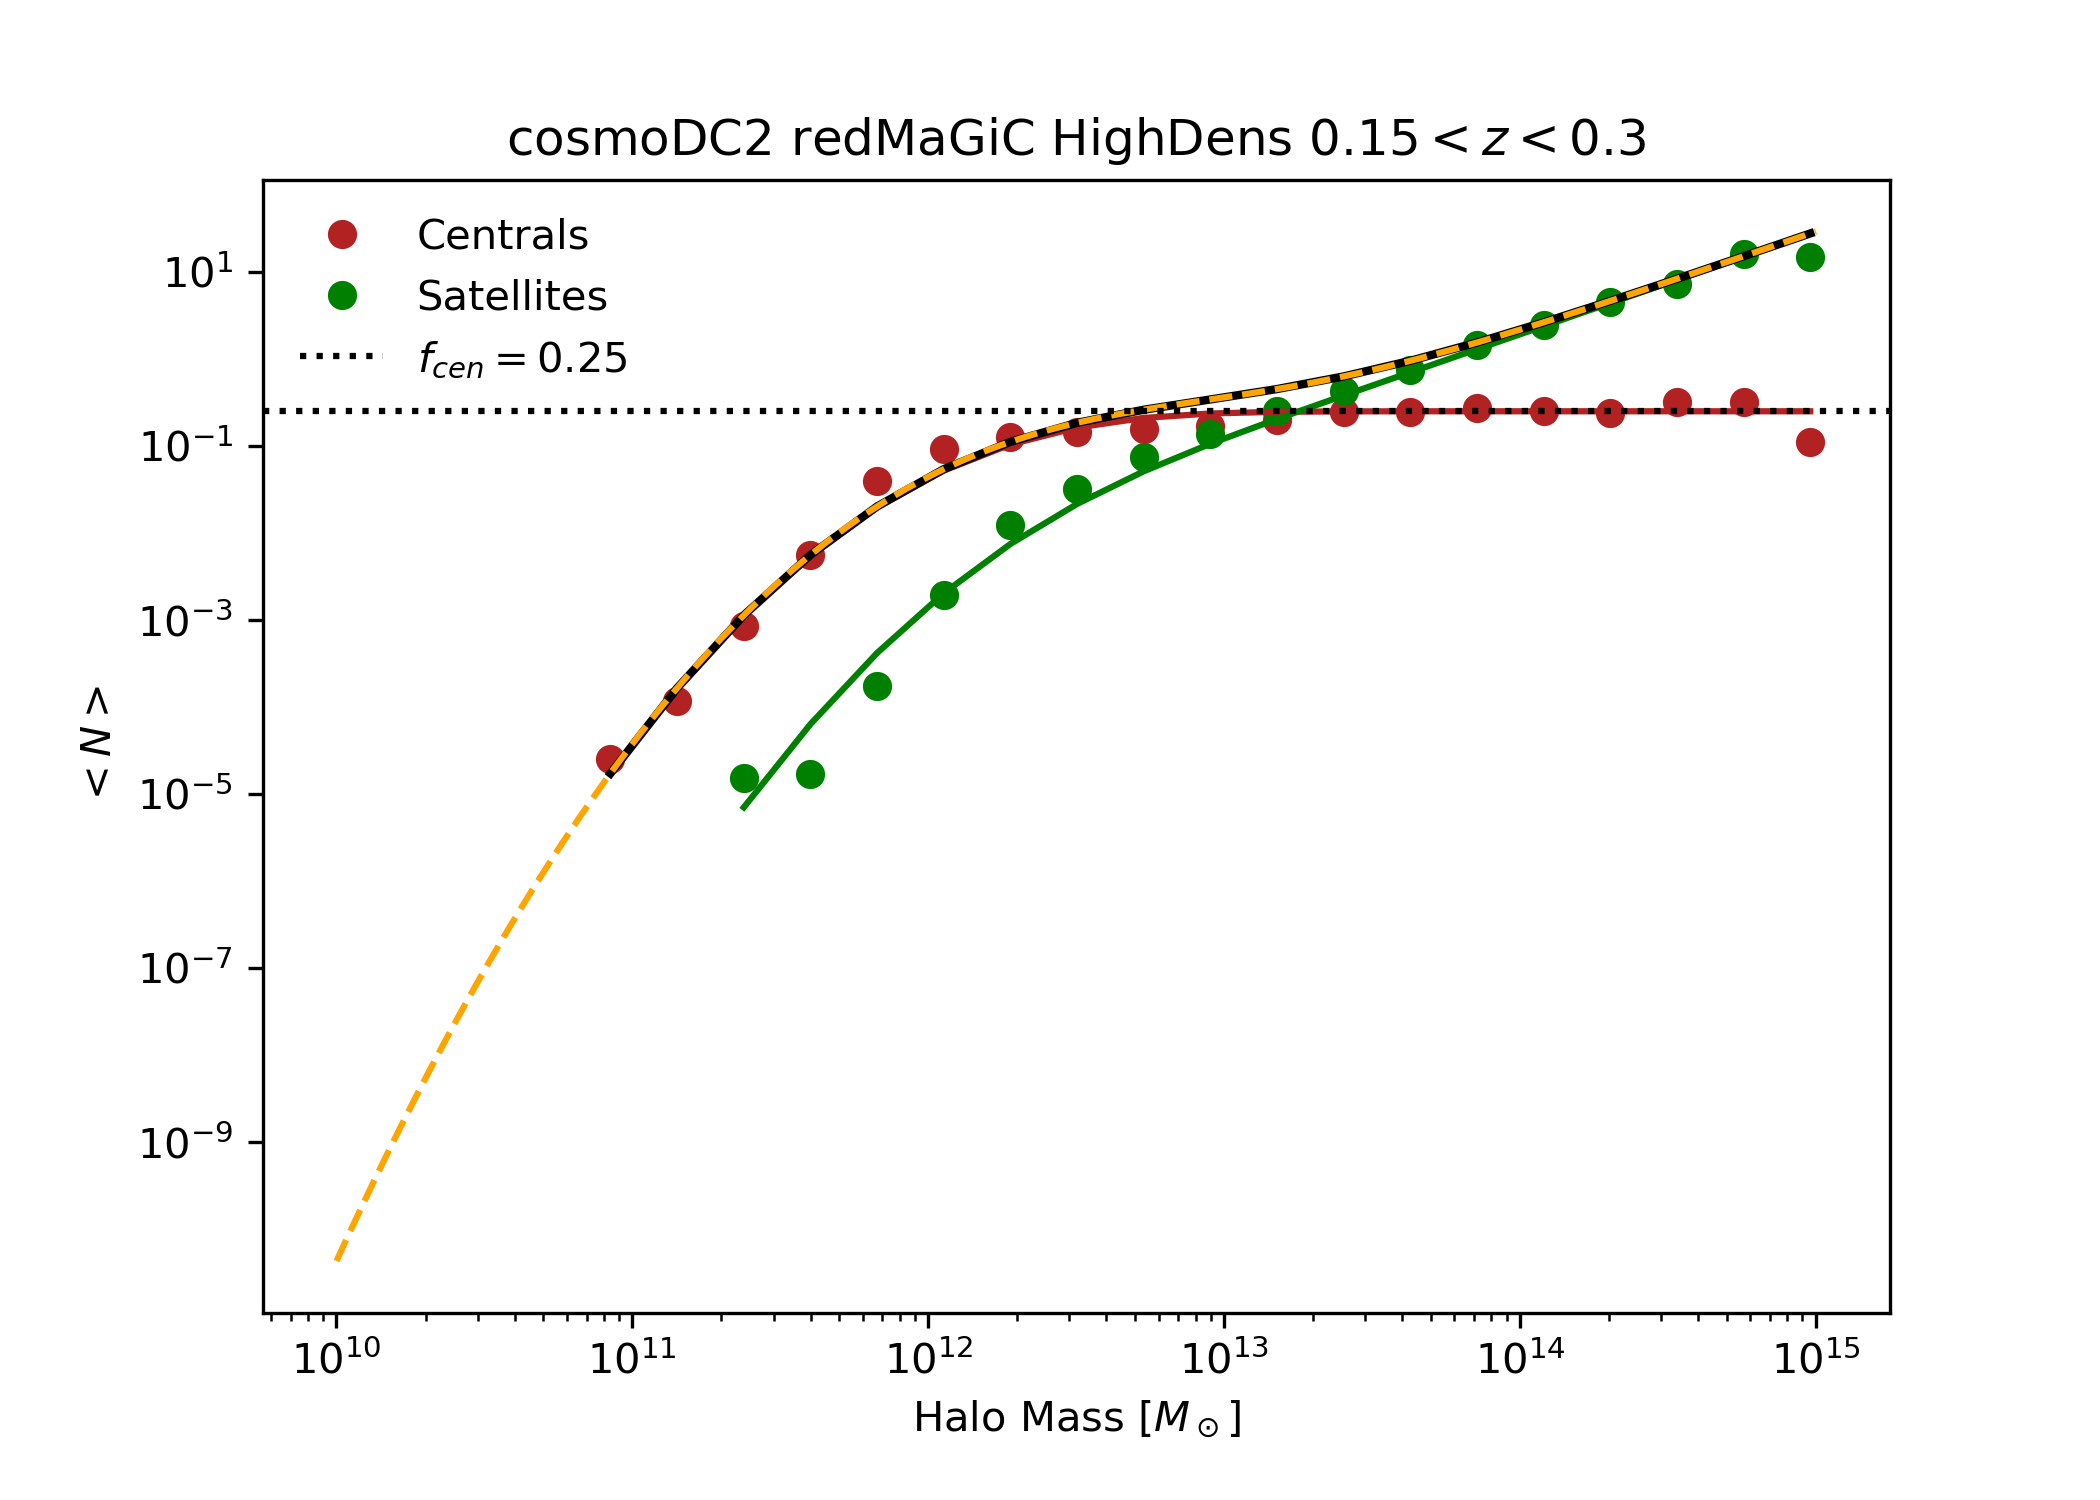 cosmoDC2 redMaGiC HighDens 0.15 < z < 0.3
Centrals
Satellites
f_{cen} = 0.25
10^{1}
10^{-1}
10^{-3}
10^{-5}
10^{-7}
10^{-9}
< N >
10^{10} 10^{11} 10^{12} 10^{13} 10^{14} 10^{15}
Halo Mass [M_⊙]